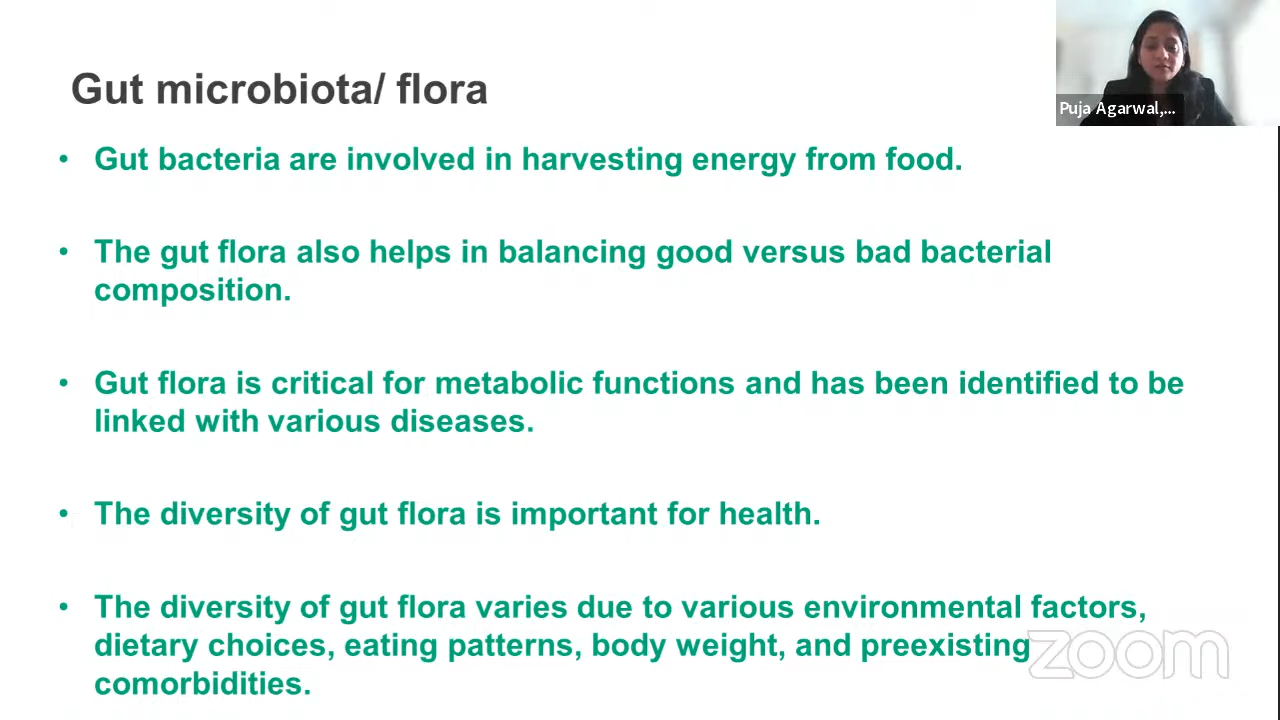 Gut microbiota/ flora
Puja Agarwal,...
• Gut bacteria are involved in harvesting energy from food.
• The gut flora also helps in balancing good versus bad bacterial
composition.
• Gut flora is critical for metabolic functions and has been identified to be
linked with various diseases.
• The diversity of gut flora is important for health.
• The diversity of gut flora varies due to various environmental factors,
dietary choices, eating patterns, body weight, and preexisting
comorbidities.
zoom